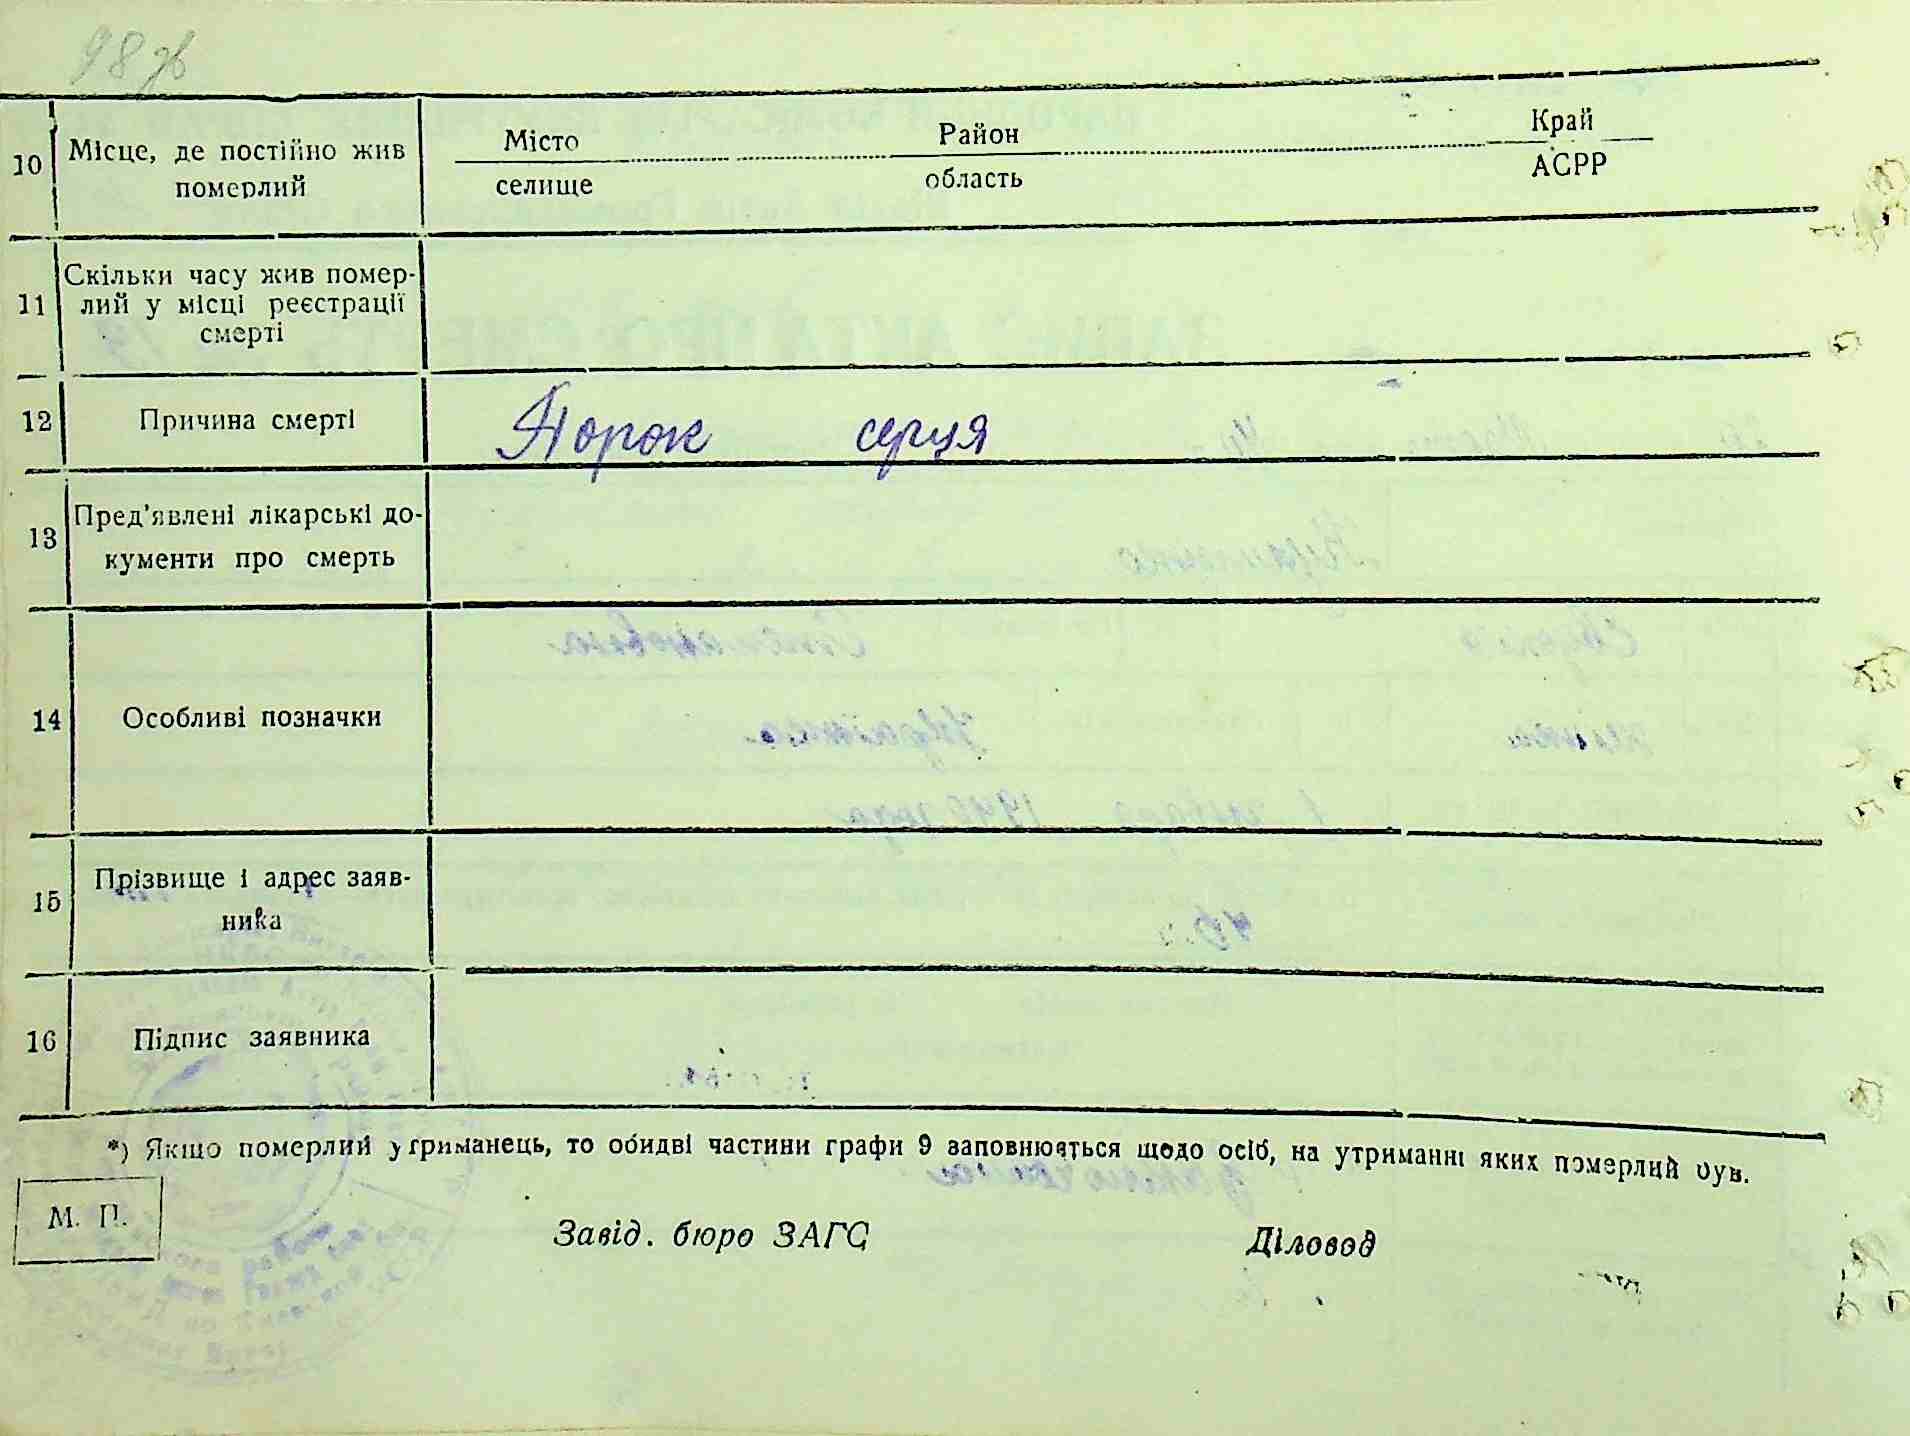 98 зв
10 Місце, де постійно жив Місто Район Край
померлий селище область АСРР
11 Скільки часу жив помер-
лий у місці реєстрації
смерті
12 Причина смерті Порок серця
13 Пред'явлені лікарські до-
кументи про смерть
14 Особливі позначки
15 Прізвище і адрес заяв-
ника
16 Підпис заявника
*) Якщо померлий утриманець, то обидві частини графи 9 заповнюються щодо осіб, на утриманні яких померлий був.
М. П. Завід. бюро ЗАГС Діловод